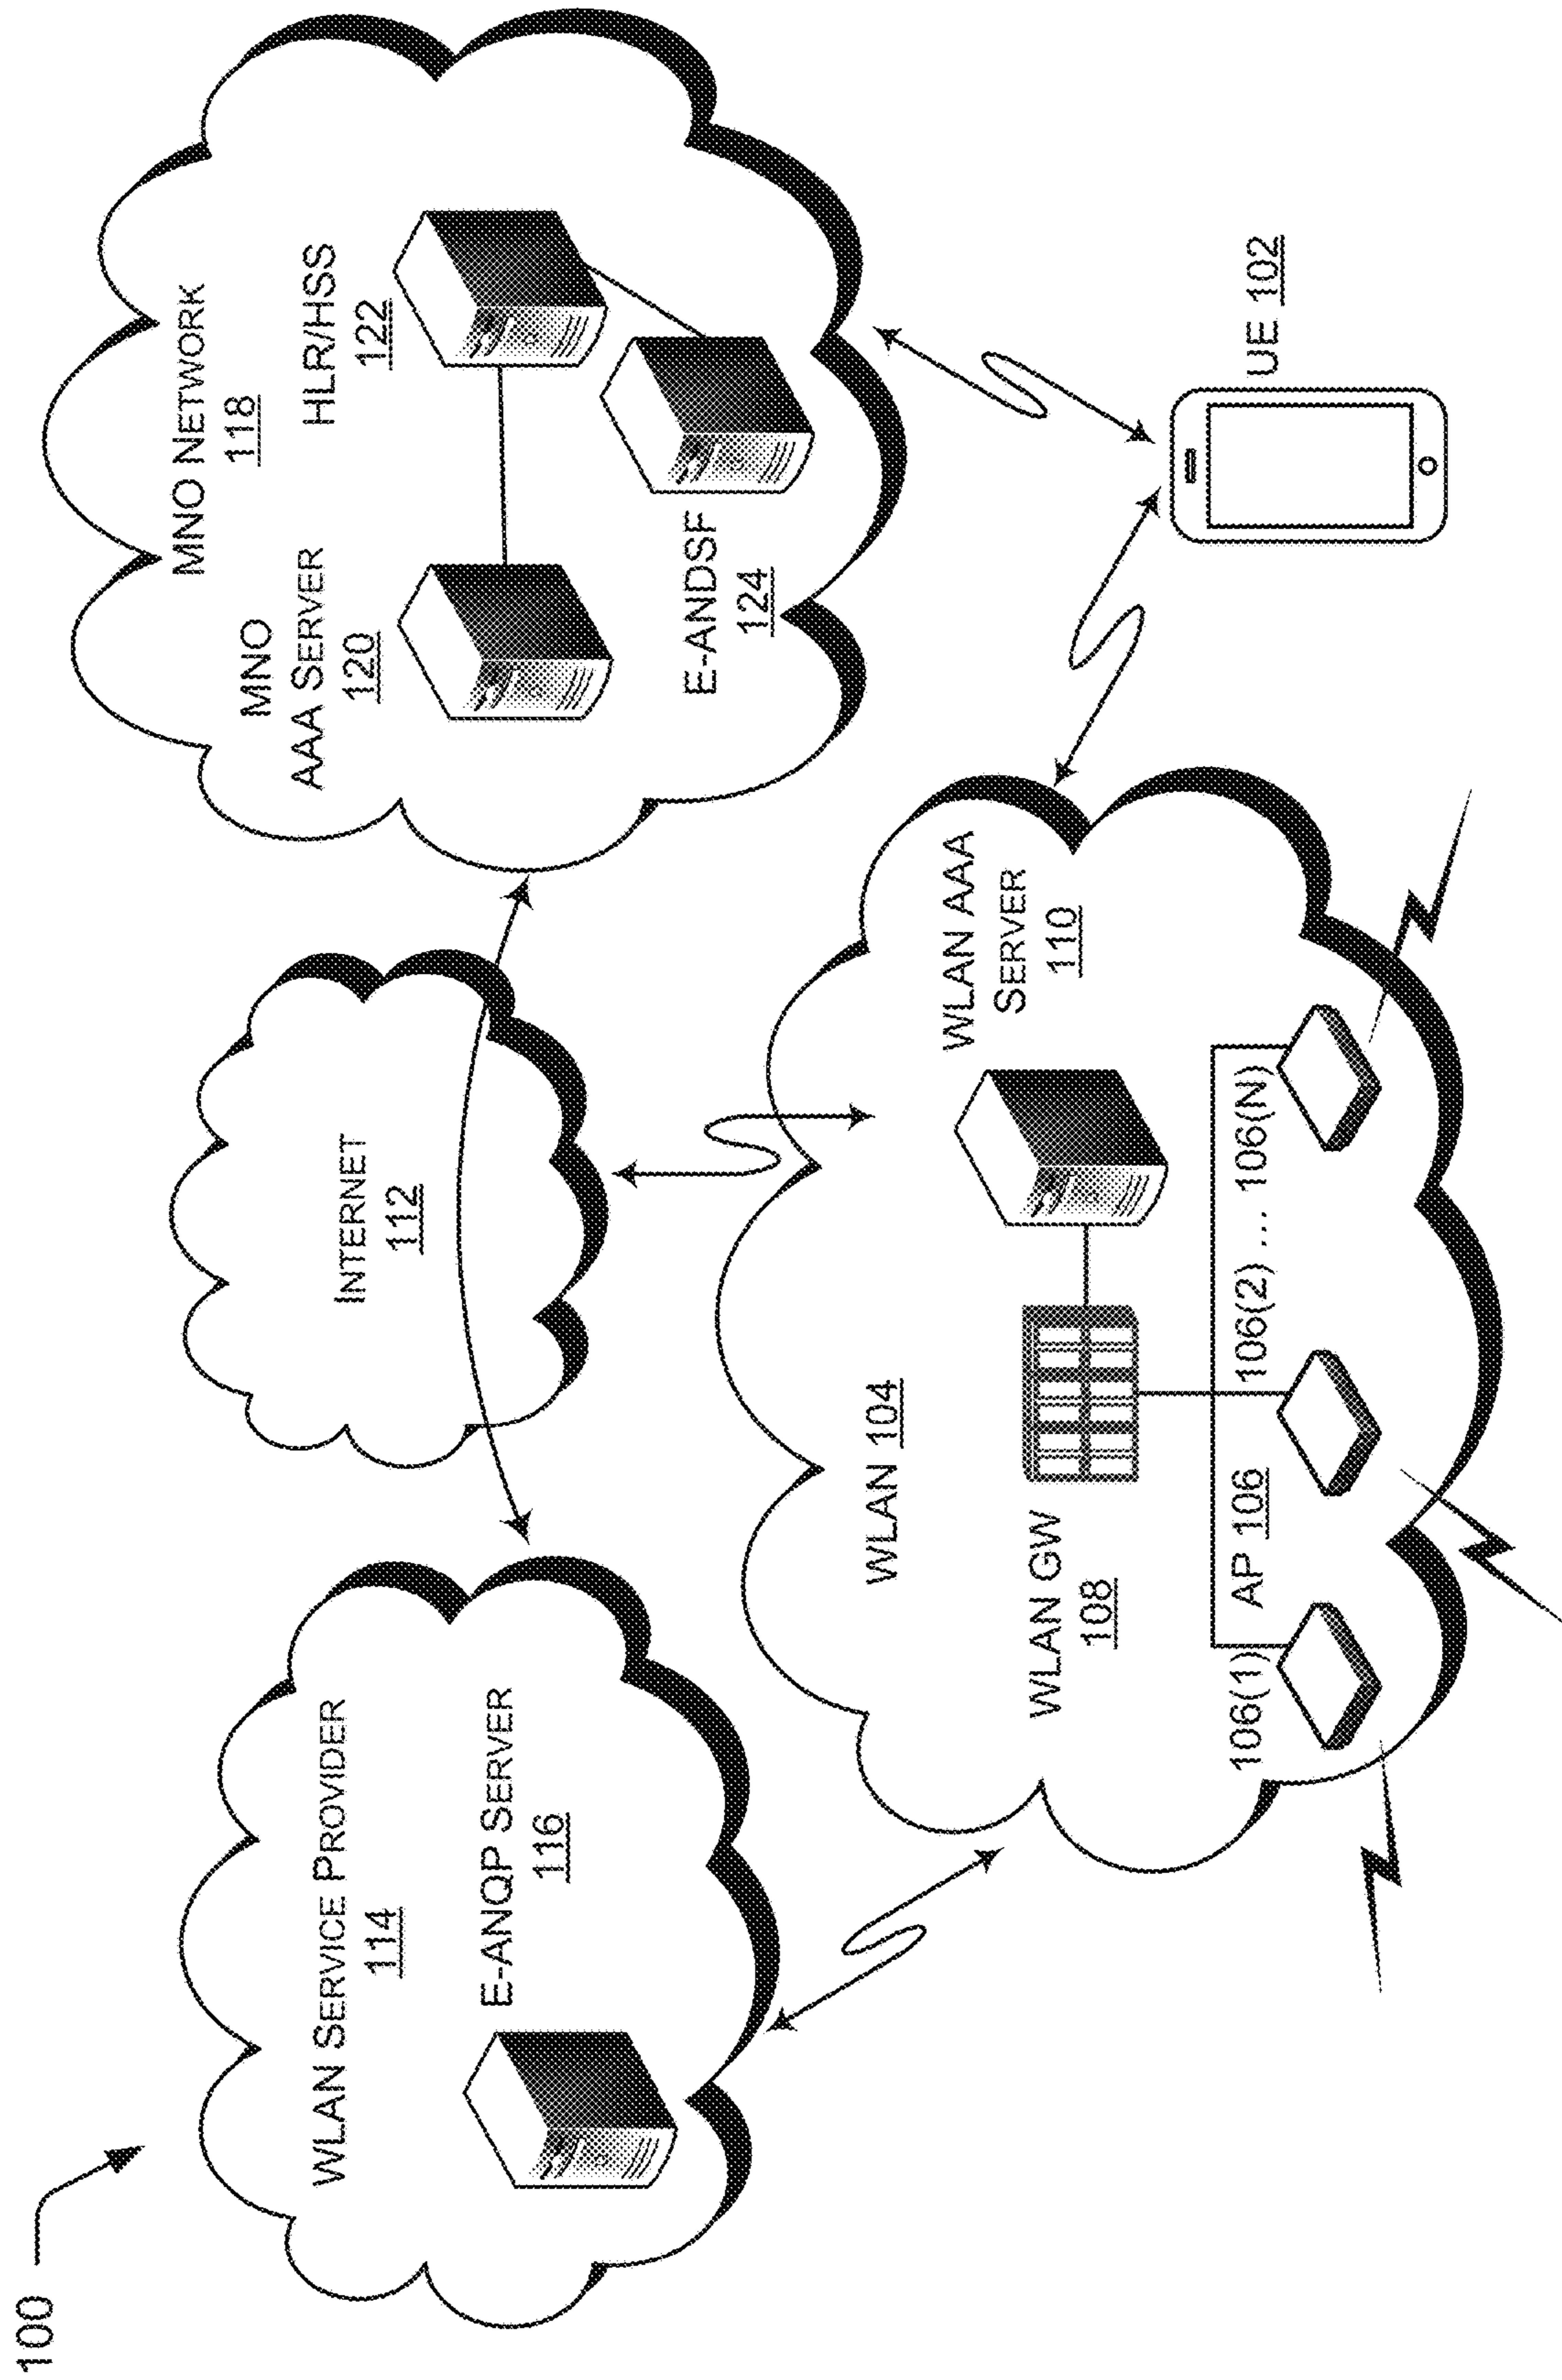 100
WLAN SERVICE PROVIDER
114
E-ANQP SERVER
116
INTERNET
112
MNO NETWORK
118
MNO
AAA SERVER
120
HLR/HSS
122
E-ANDSF
124
WLAN 104
WLAN GW
108
WLAN AAA
SERVER
110
106(1)
AP 106
106(2) ... 106(N)
UE 102